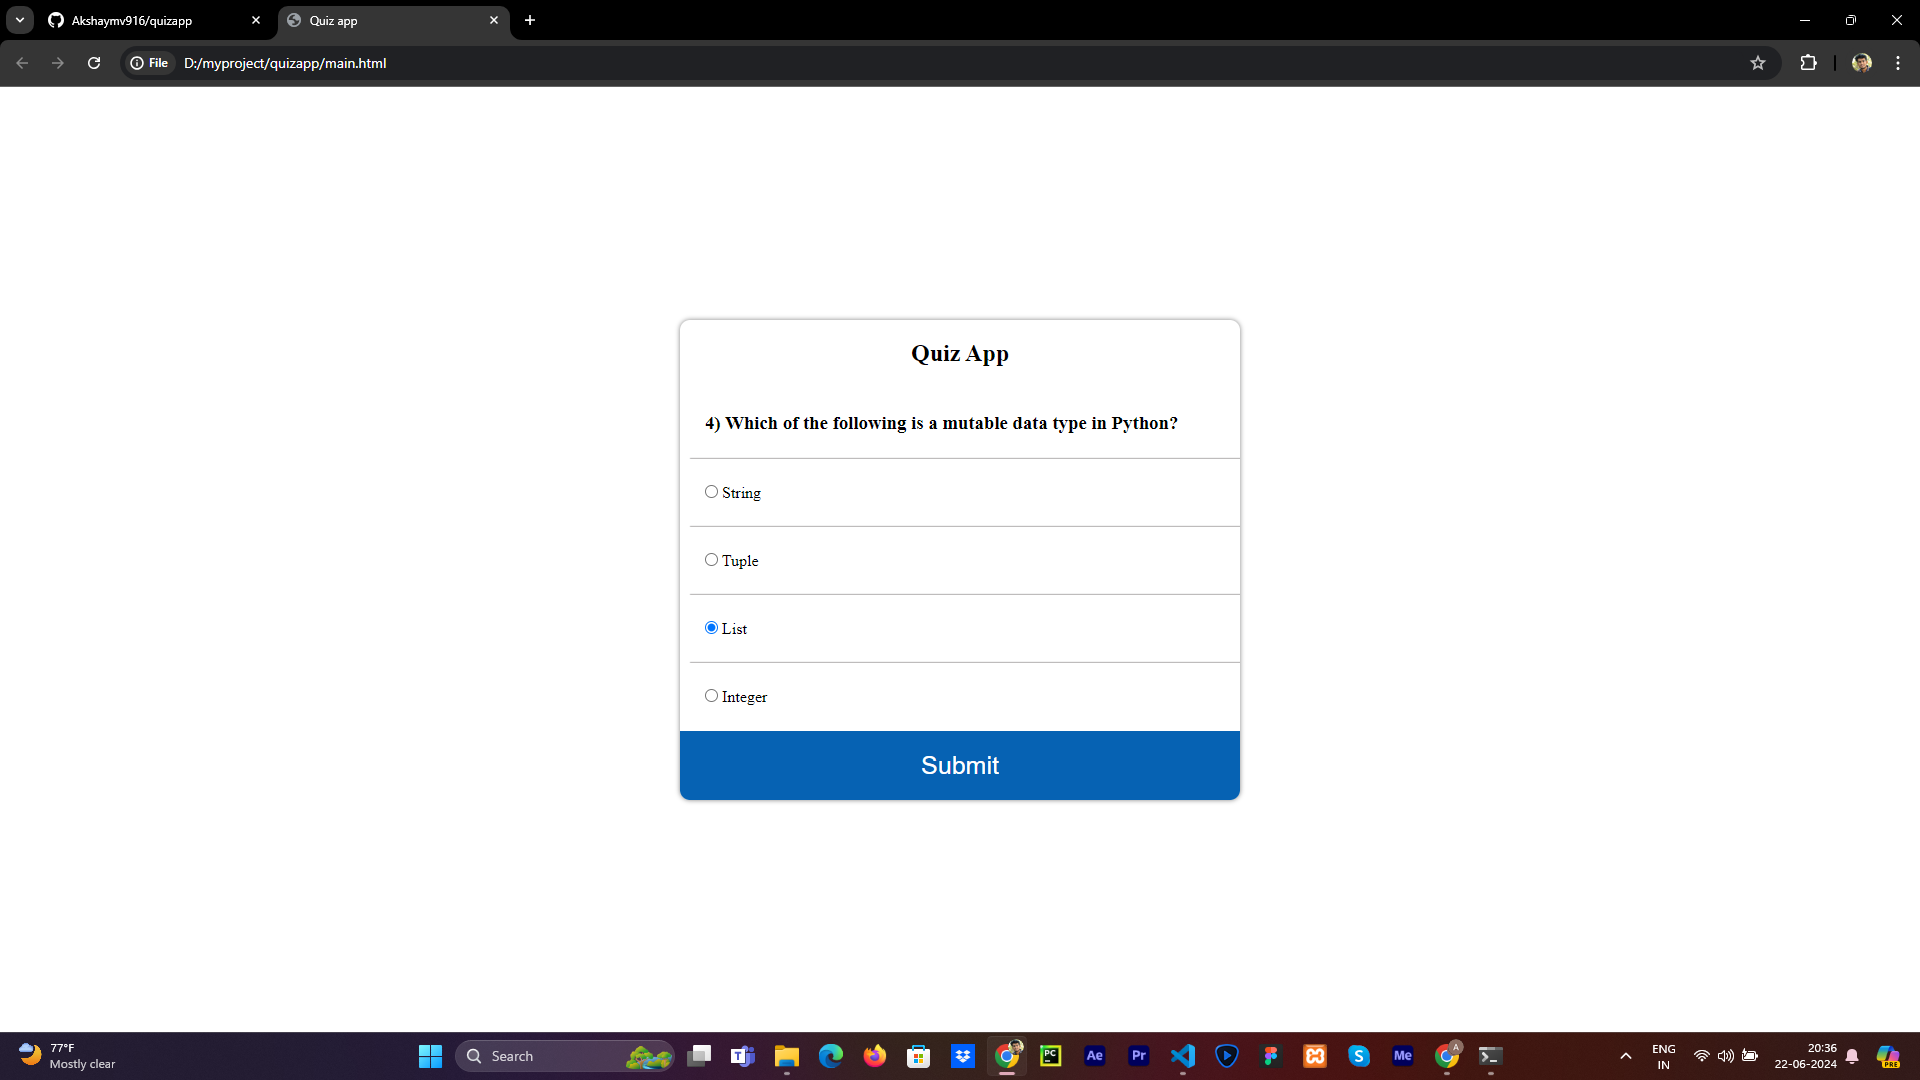 Akshaymv916/quizapp
Quiz app
File
D:/myproject/quizapp/main.html
Quiz App
4) Which of the following is a mutable data type in Python?
String
Tuple
List
Integer
Submit
77°F
Mostly clear
Search
T
PC
Ae
Pr
S
Me
A
ENG
IN
20:36
22-06-2024
PRE